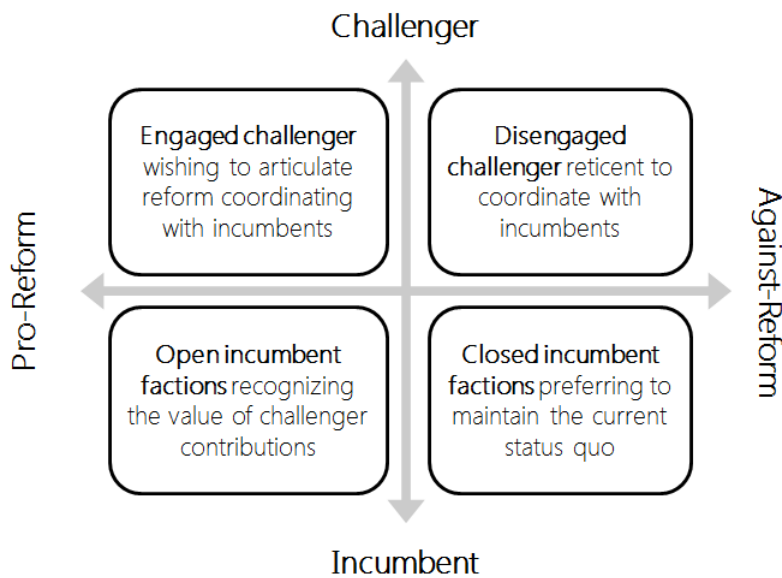 Challenger
Engaged challenger
wishing to articulate
reform coordinating
with incumbents
Disengaged
challenger reticent to
coordinate with
incumbents
Pro-Reform
Against-Reform
Open incumbent
factions recognizing
the value of challenger
contributions
Closed incumbent
factions preferring to
maintain the current
status quo
Incumbent